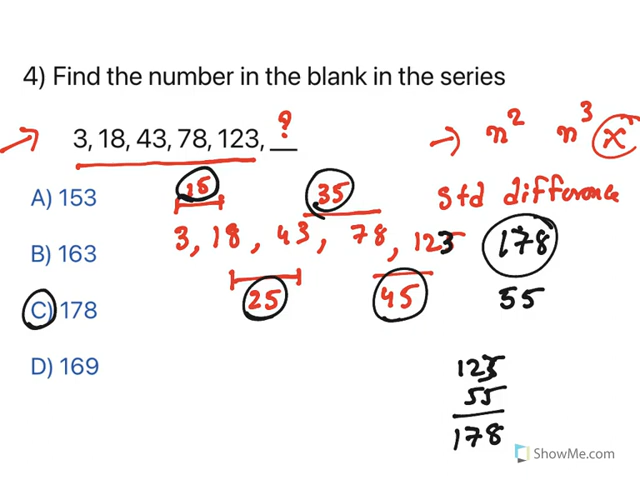 4) Find the number in the blank in the series
?
3, 18, 43, 78, 123, __
→ n² n³ x
A) 153
15
35
std difference
3, 18, 43, 78, 123
178
B) 163
25
45
55
C) 178
D) 169
123
55
178
ShowMe.com